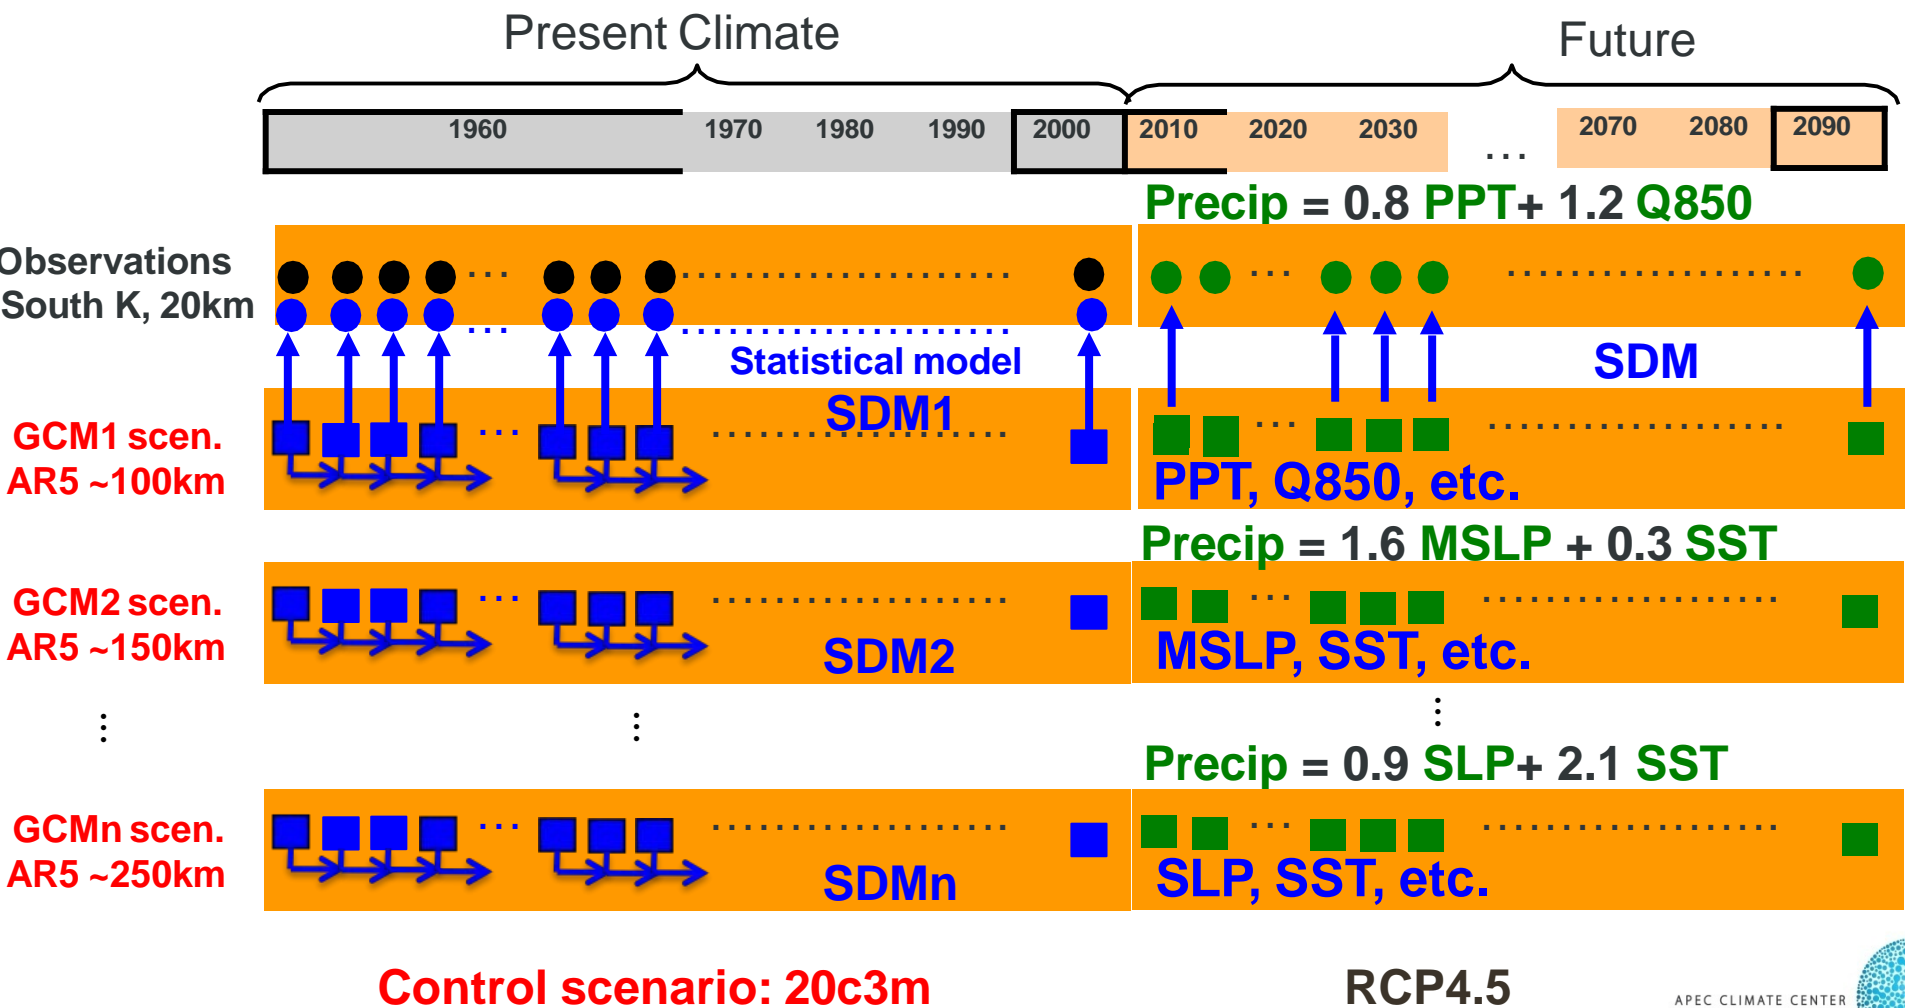 Present Climate
Future
1960 1970 1980 1990 2000 2010 2020 2030 ... 2070 2080 2090
Precip = 0.8 PPT+ 1.2 Q850
Observations
South K, 20km
Statistical model
SDM
SDM1
GCM1 scen.
AR5 ~100km
PPT, Q850, etc.
Precip = 1.6 MSLP + 0.3 SST
GCM2 scen.
AR5 ~150km
SDM2
MSLP, SST, etc.
Precip = 0.9 SLP+ 2.1 SST
GCMn scen.
AR5 ~250km
SDMn
SLP, SST, etc.
Control scenario: 20c3m
RCP4.5
APEC CLIMATE CENTER